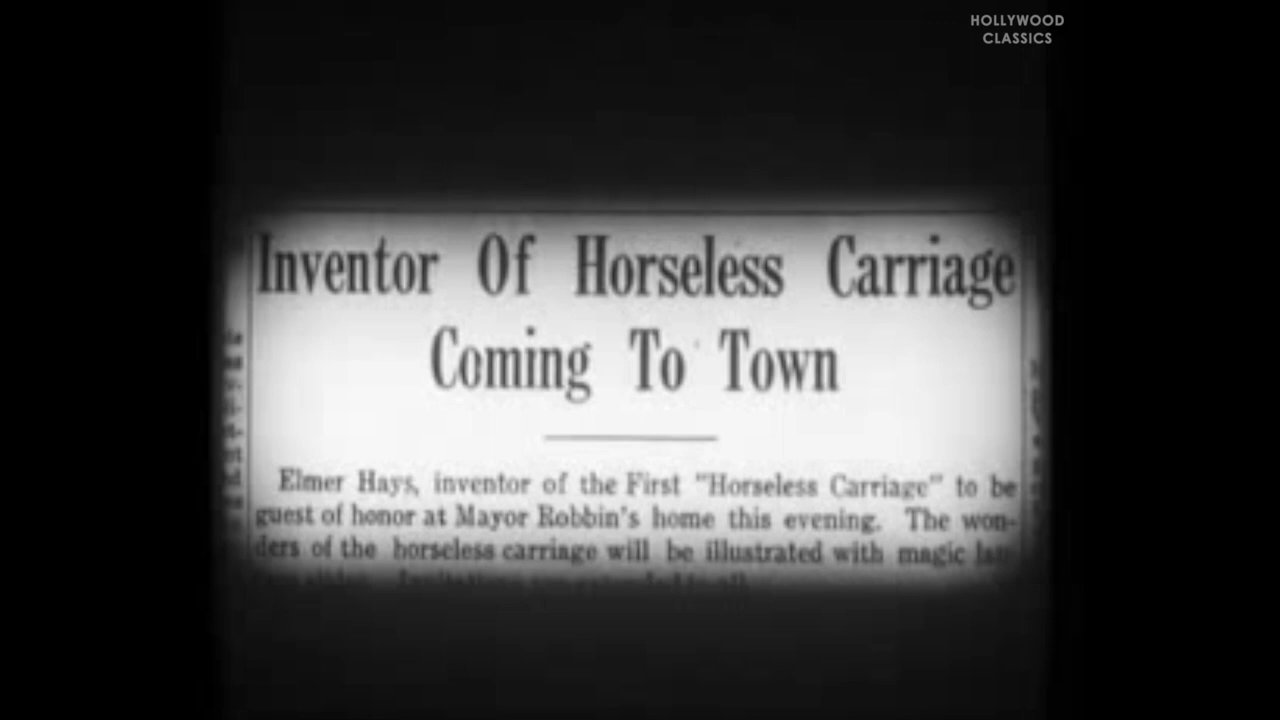 HOLLYWOOD
CLASSICS
Inventor Of Horseless Carriage
Coming To Town
Elmer Hays, inventor of the First "Horseless Carriage" to be
guest of honor at Mayor Robbin's home this evening. The won-
ders of the horseless carriage will be illustrated with magic